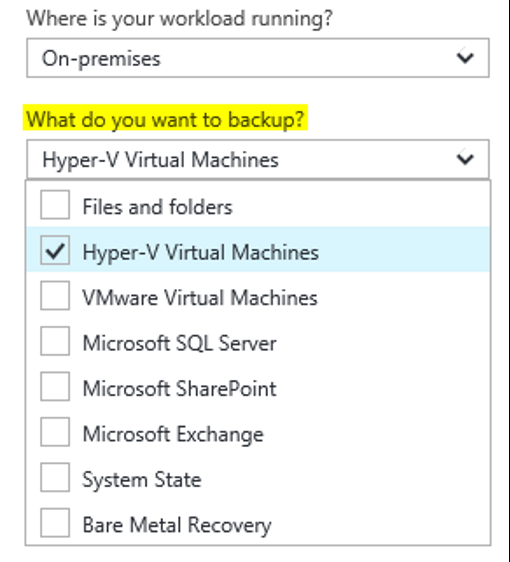 Where is your workload running?
On-premises
What do you want to backup?
Hyper-V Virtual Machines
Files and folders
Hyper-V Virtual Machines
VMware Virtual Machines
Microsoft SQL Server
Microsoft SharePoint
Microsoft Exchange
System State
Bare Metal Recovery